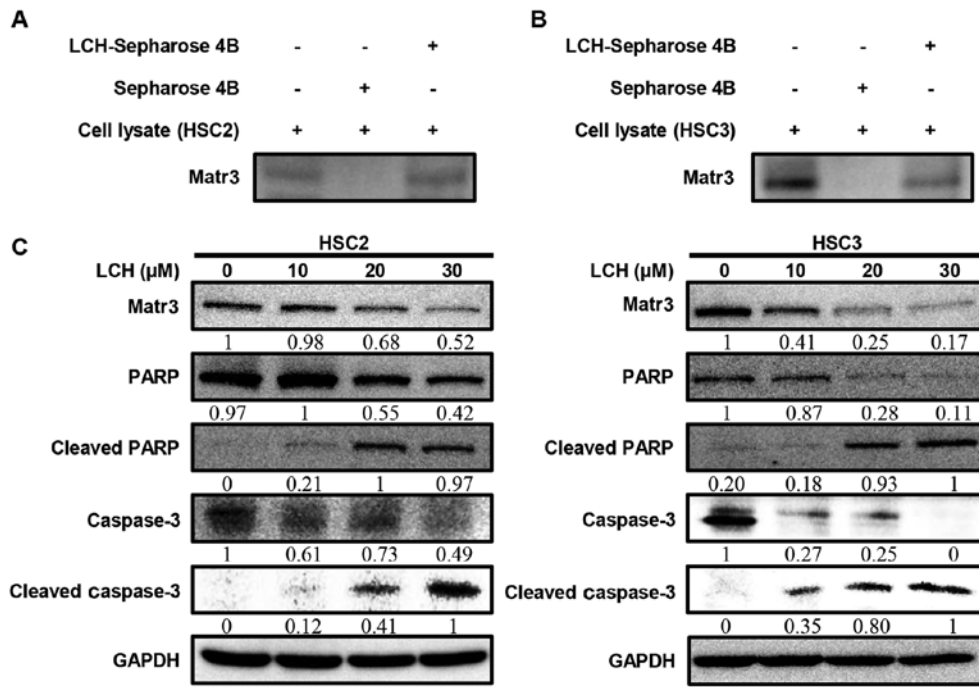 A
LCH-Sepharose 4B - - +
Sepharose 4B - + -
Cell lysate (HSC2) + + +
Matr3
B
LCH-Sepharose 4B - - +
Sepharose 4B - + -
Cell lysate (HSC3) + + +
Matr3
C
HSC2
LCH (µM) 0 10 20 30
Matr3
1 0.98 0.68 0.52
PARP
0.97 1 0.55 0.42
Cleaved PARP
0 0.21 1 0.97
Caspase-3
1 0.61 0.73 0.49
Cleaved caspase-3
0 0.12 0.41 1
GAPDH
HSC3
LCH (µM) 0 10 20 30
Matr3
1 0.41 0.25 0.17
PARP
1 0.87 0.28 0.11
Cleaved PARP
0.20 0.18 0.93 1
Caspase-3
1 0.27 0.25 0
Cleaved caspase-3
0 0.35 0.80 1
GAPDH